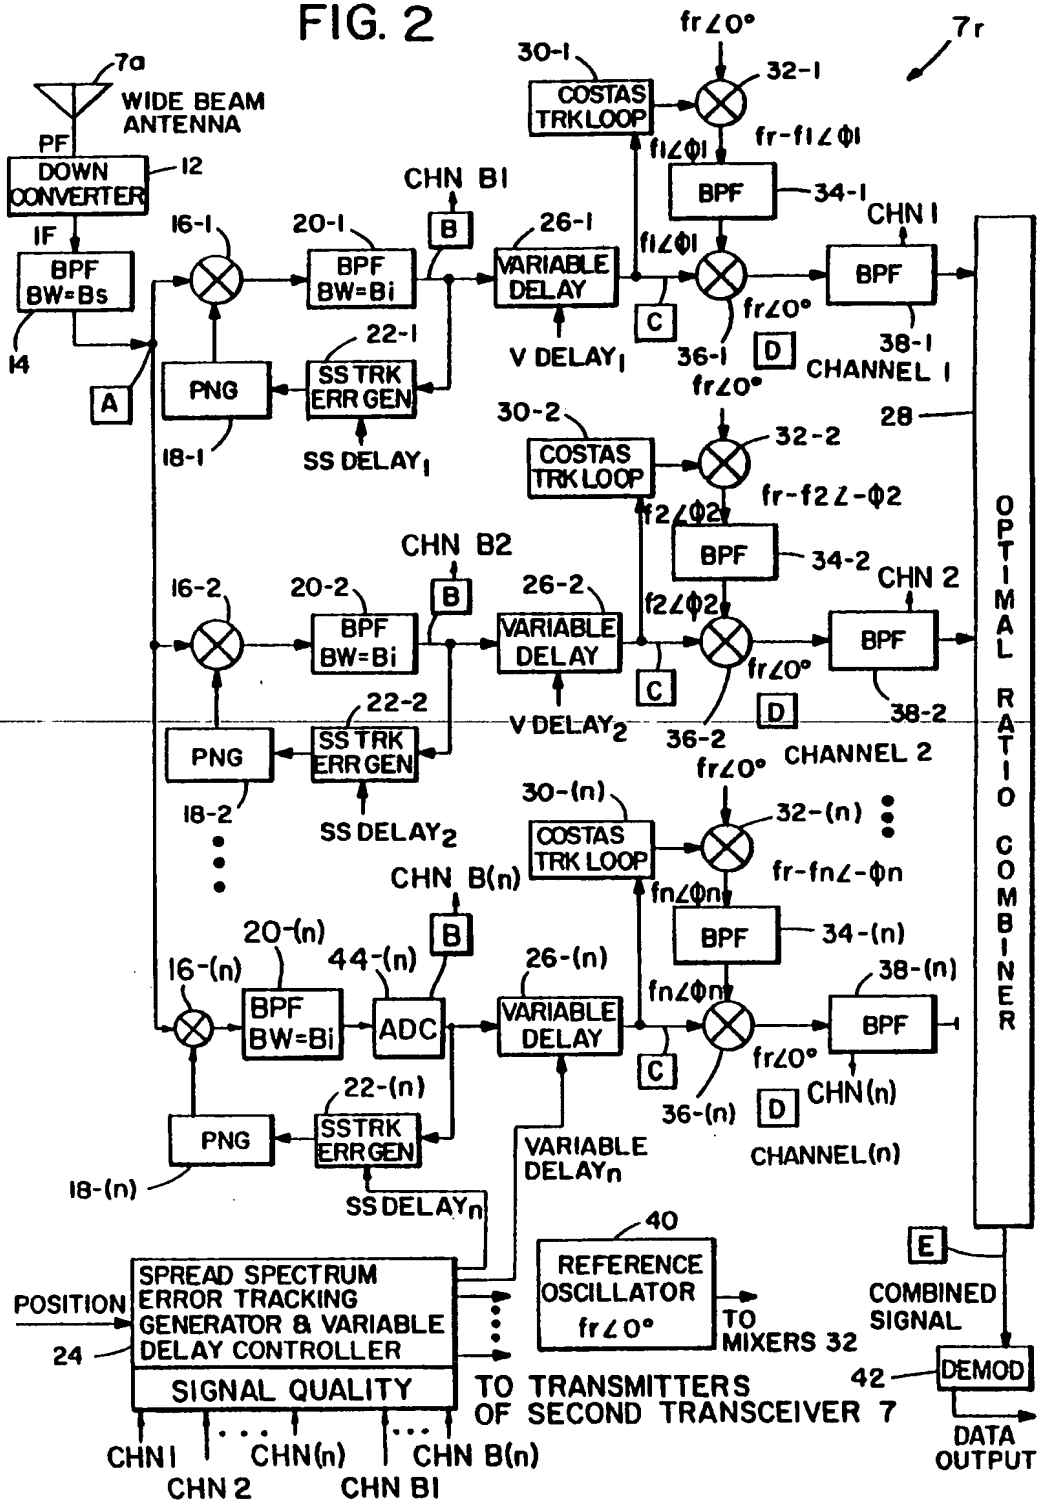 FIG. 2
7r
7a
WIDE BEAM
ANTENNA
PF
DOWN
CONVERTER
12
IF
BPF
BW=Bs
14
A
16-1
20-1
BPF
BW=Bi
CHN B1
B
26-1
VARIABLE
DELAY
V DELAY1
22-1
SS TRK
ERR GEN
SS DELAY1
PNG
18-1
30-1
COSTAS
TRK LOOP
fr∠0°
32-1
fr-f1∠ϕ1
f1∠ϕ1
BPF
34-1
f1∠ϕ1
C
36-1
fr∠0°
D
CHN 1
BPF
38-1
CHANNEL 1
28
OPTIMAL RATIO COMBINER
16-2
20-2
BPF
BW=Bi
CHN B2
B
26-2
VARIABLE
DELAY
V DELAY2
22-2
SS TRK
ERR GEN
SS DELAY2
PNG
18-2
30-2
COSTAS
TRK LOOP
fr∠0°
32-2
fr-f2∠-ϕ2
f2∠ϕ2
BPF
34-2
f2∠ϕ2
C
36-2
fr∠0°
D
CHN 2
BPF
38-2
CHANNEL 2
16-(n)
20-(n)
BPF
BW=Bi
44-(n)
ADC
CHN B(n)
B
26-(n)
VARIABLE
DELAY
VARIABLE
DELAYn
22-(n)
SS TRK
ERR GEN
SS DELAYn
PNG
18-(n)
30-(n)
COSTAS
TRK LOOP
fr∠0°
32-(n)
fr-fn∠-ϕn
fn∠ϕn
BPF
34-(n)
fn∠ϕn
C
36-(n)
fr∠0°
D
38-(n)
BPF
CHN(n)
CHANNEL(n)
POSITION
24
SPREAD SPECTRUM
ERROR TRACKING
GENERATOR & VARIABLE
DELAY CONTROLLER
SIGNAL QUALITY
CHN1
CHN 2
CHN(n)
CHN B1
CHN B(n)
TO TRANSMITTERS
OF SECOND TRANSCEIVER 7
40
REFERENCE
OSCILLATOR
fr∠0°
TO
MIXERS 32
E
COMBINED
SIGNAL
42
DEMOD
DATA
OUTPUT